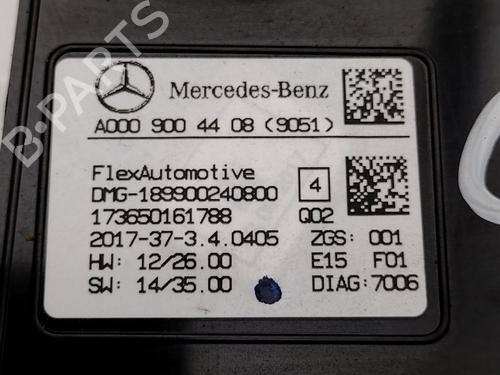 B-PARTS
Mercedes-Benz
A000 900 44 08 (9051)
FlexAutomotive
DMG-189900240800
4
173650161788
Q02
2017-37-3.4.0405
ZGS: 001
HW: 12/26.00
E15 F01
SW: 14/35.00
DIAG:7006